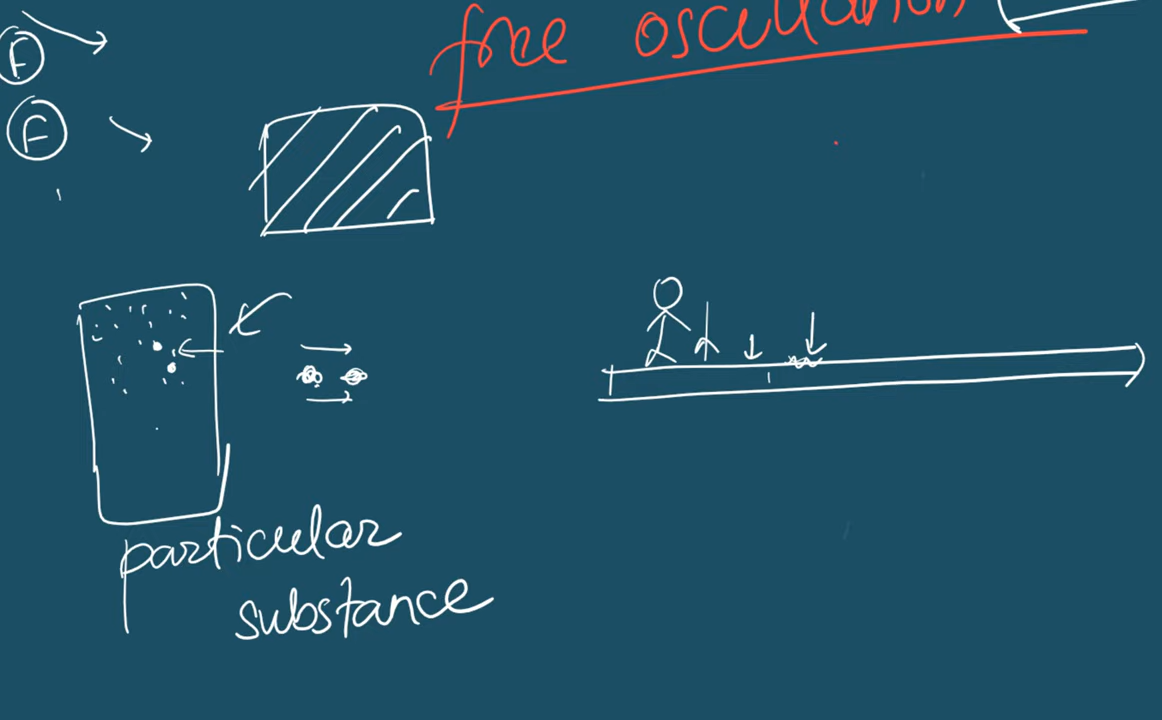 free oscillation
F
F
particular
substance